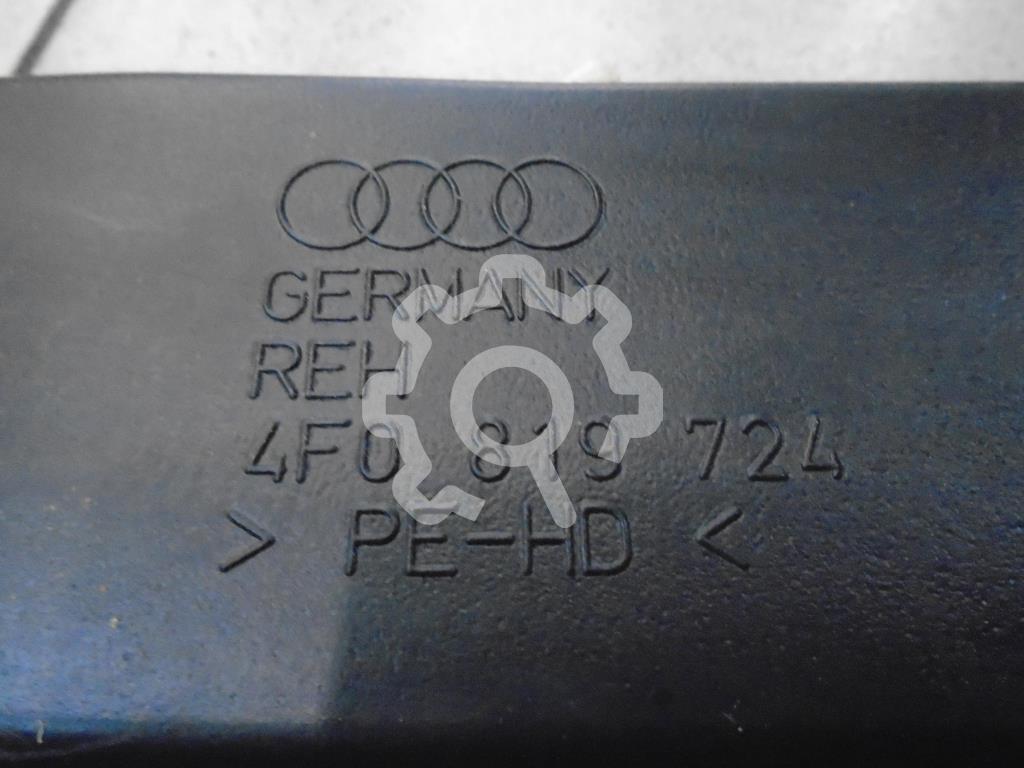 GERMANY
REH
4F0 819 724
> PE-HD <